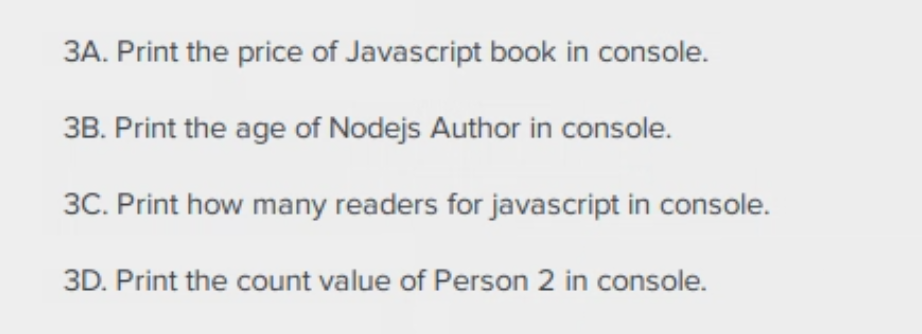 3A. Print the price of Javascript book in console.
3B. Print the age of Nodejs Author in console.
3C. Print how many readers for javascript in console.
3D. Print the count value of Person 2 in console.